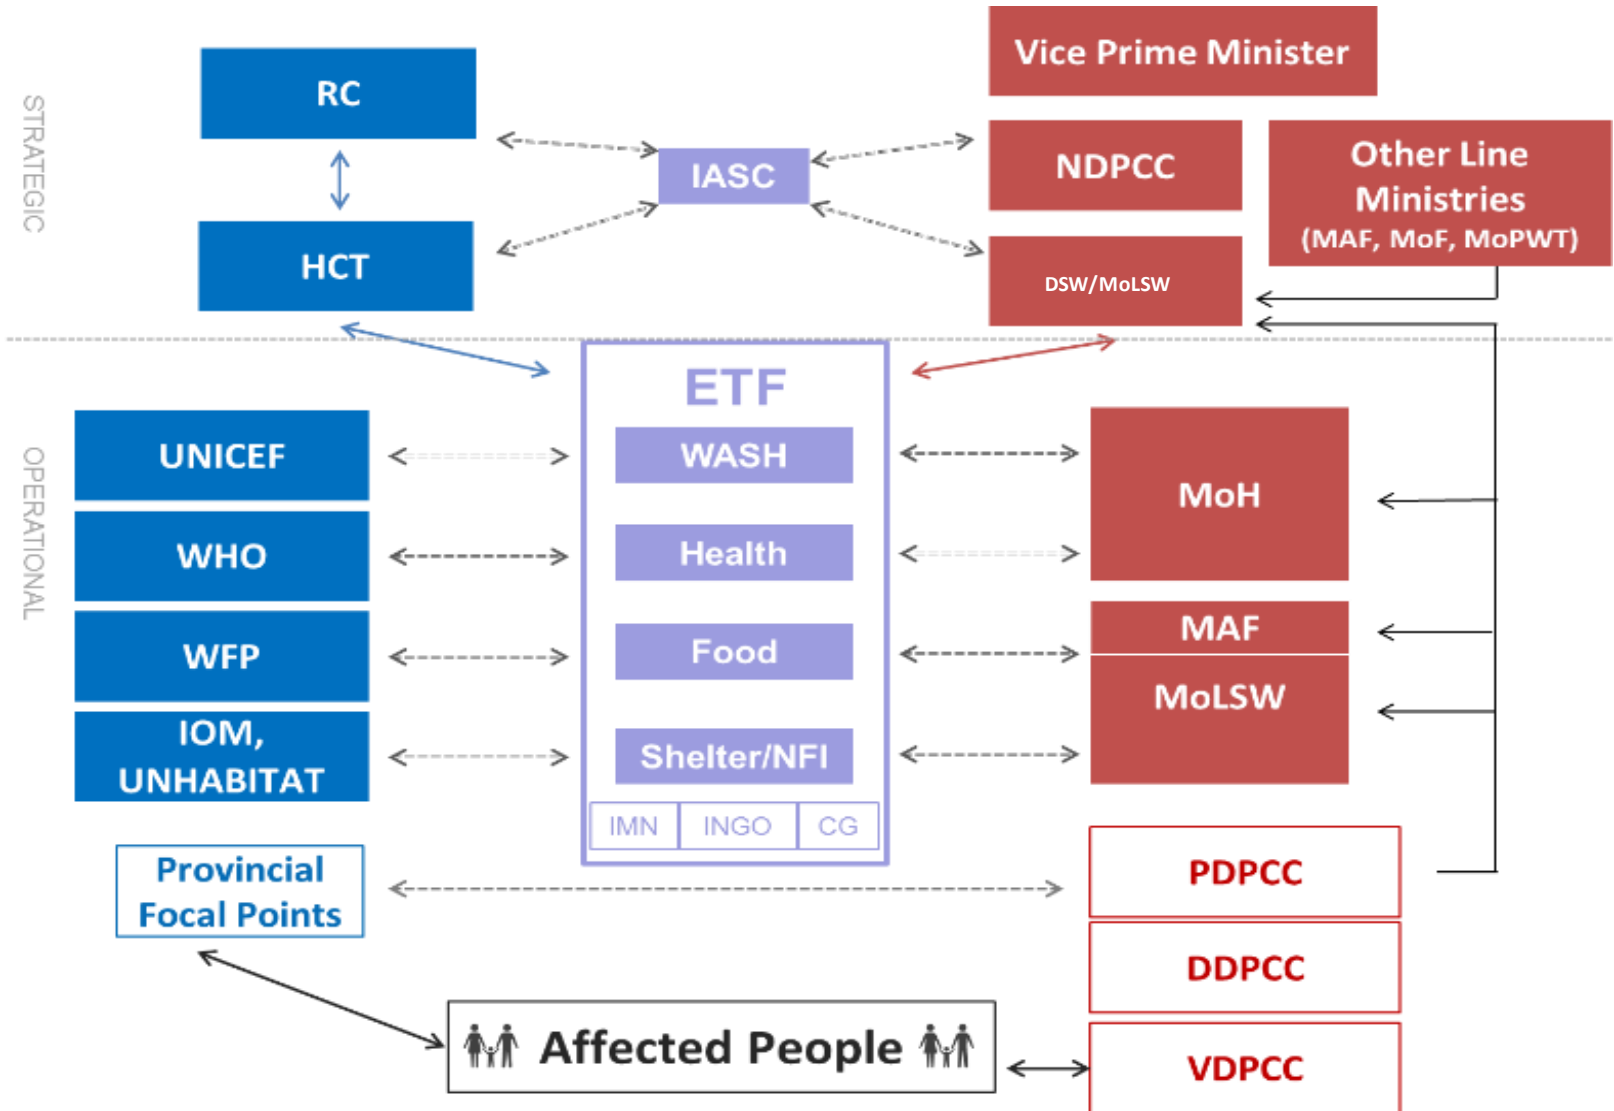 STRATEGIC
RC
HCT
IASC
Vice Prime Minister
NDPCC
Other Line
Ministries
(MAF, MoF, MoPWT)
DSW/MoLSW
OPERATIONAL
UNICEF
WHO
WFP
IOM,
UNHABITAT
Provincial
Focal Points
ETF
WASH
Health
Food
Shelter/NFI
IMN
INGO
CG
MoH
MAF
MoLSW
PDPCC
DDPCC
VDPCC
Affected People